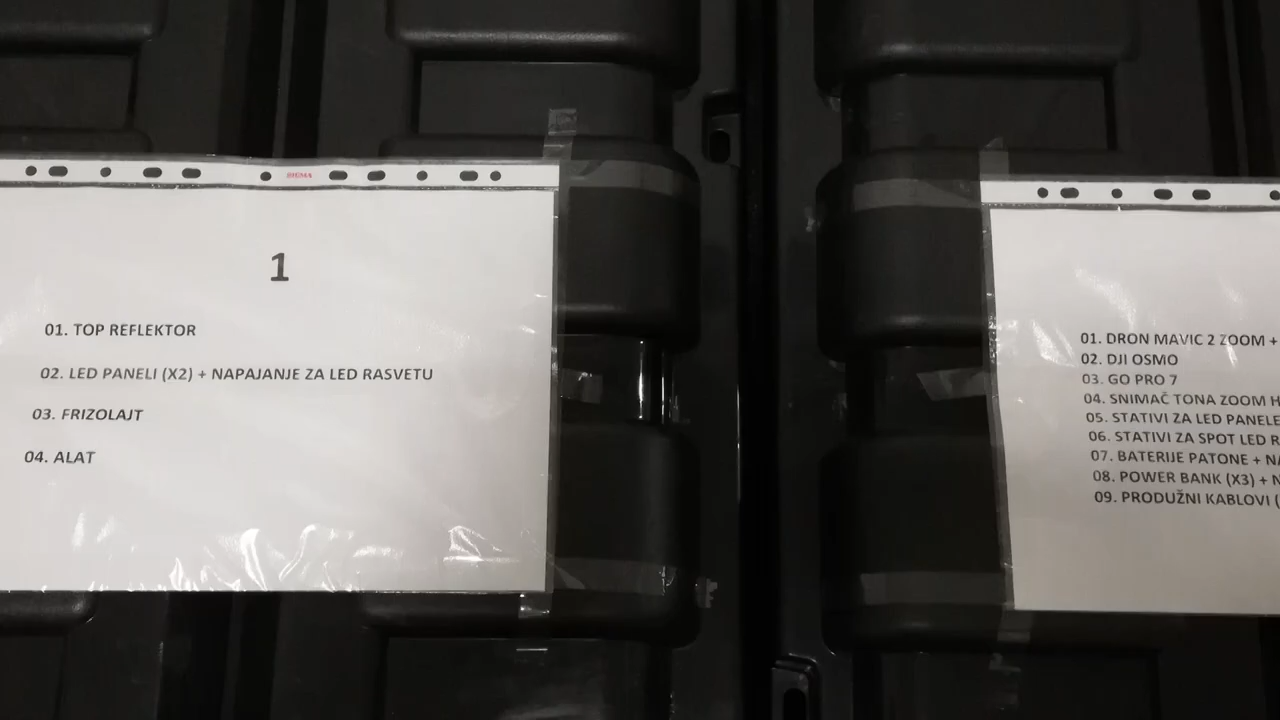 SIGMA
1
01. TOP REFLEKTOR
02. LED PANELI (X2) + NAPAJANJE ZA LED RASVETU
03. FRIZOLAJT
04. ALAT
01. DRON MAVIC 2 ZOOM +
02. DJI OSMO
03. GO PRO 7
04. SNIMAČ TONA ZOOM H
05. STATIVI ZA LED PANELE
06. STATIVI ZA SPOT LED R
07. BATERIJE PATONE + NA
08. POWER BANK (X3) + N
09. PRODUŽNI KABLOVI (